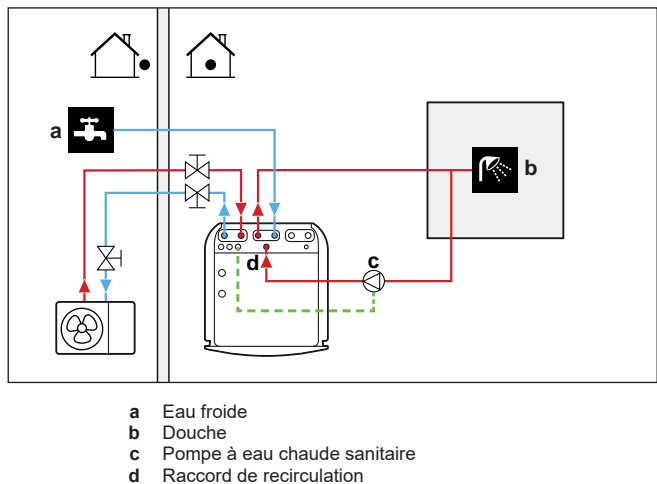 a
b
c
d
a Eau froide
b Douche
c Pompe à eau chaude sanitaire
d Raccord de recirculation